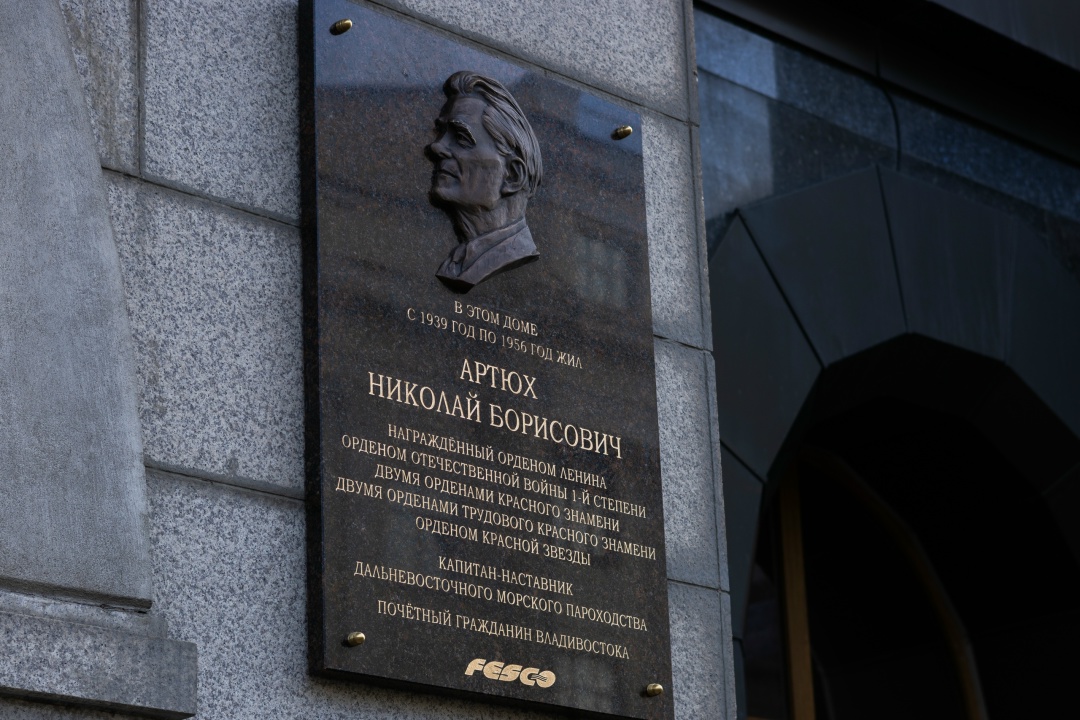 В ЭТОМ ДОМЕ
С 1939 ГОД ПО 1956 ГОД ЖИЛ
АРТЮХ
НИКОЛАЙ БОРИСОВИЧ
НАГРАЖДЁННЫЙ ОРДЕНОМ ЛЕНИНА
ОРДЕНОМ ОТЕЧЕСТВЕННОЙ ВОЙНЫ 1-Й СТЕПЕНИ
ДВУМЯ ОРДЕНАМИ КРАСНОГО ЗНАМЕНИ
ДВУМЯ ОРДЕНАМИ ТРУДОВОГО КРАСНОГО ЗНАМЕНИ
ОРДЕНОМ КРАСНОЙ ЗВЕЗДЫ
КАПИТАН-НАСТАВНИК
ДАЛЬНЕВОСТОЧНОГО МОРСКОГО ПАРОХОДСТВА
ПОЧЁТНЫЙ ГРАЖДАНИН ВЛАДИВОСТОКА
FESCO